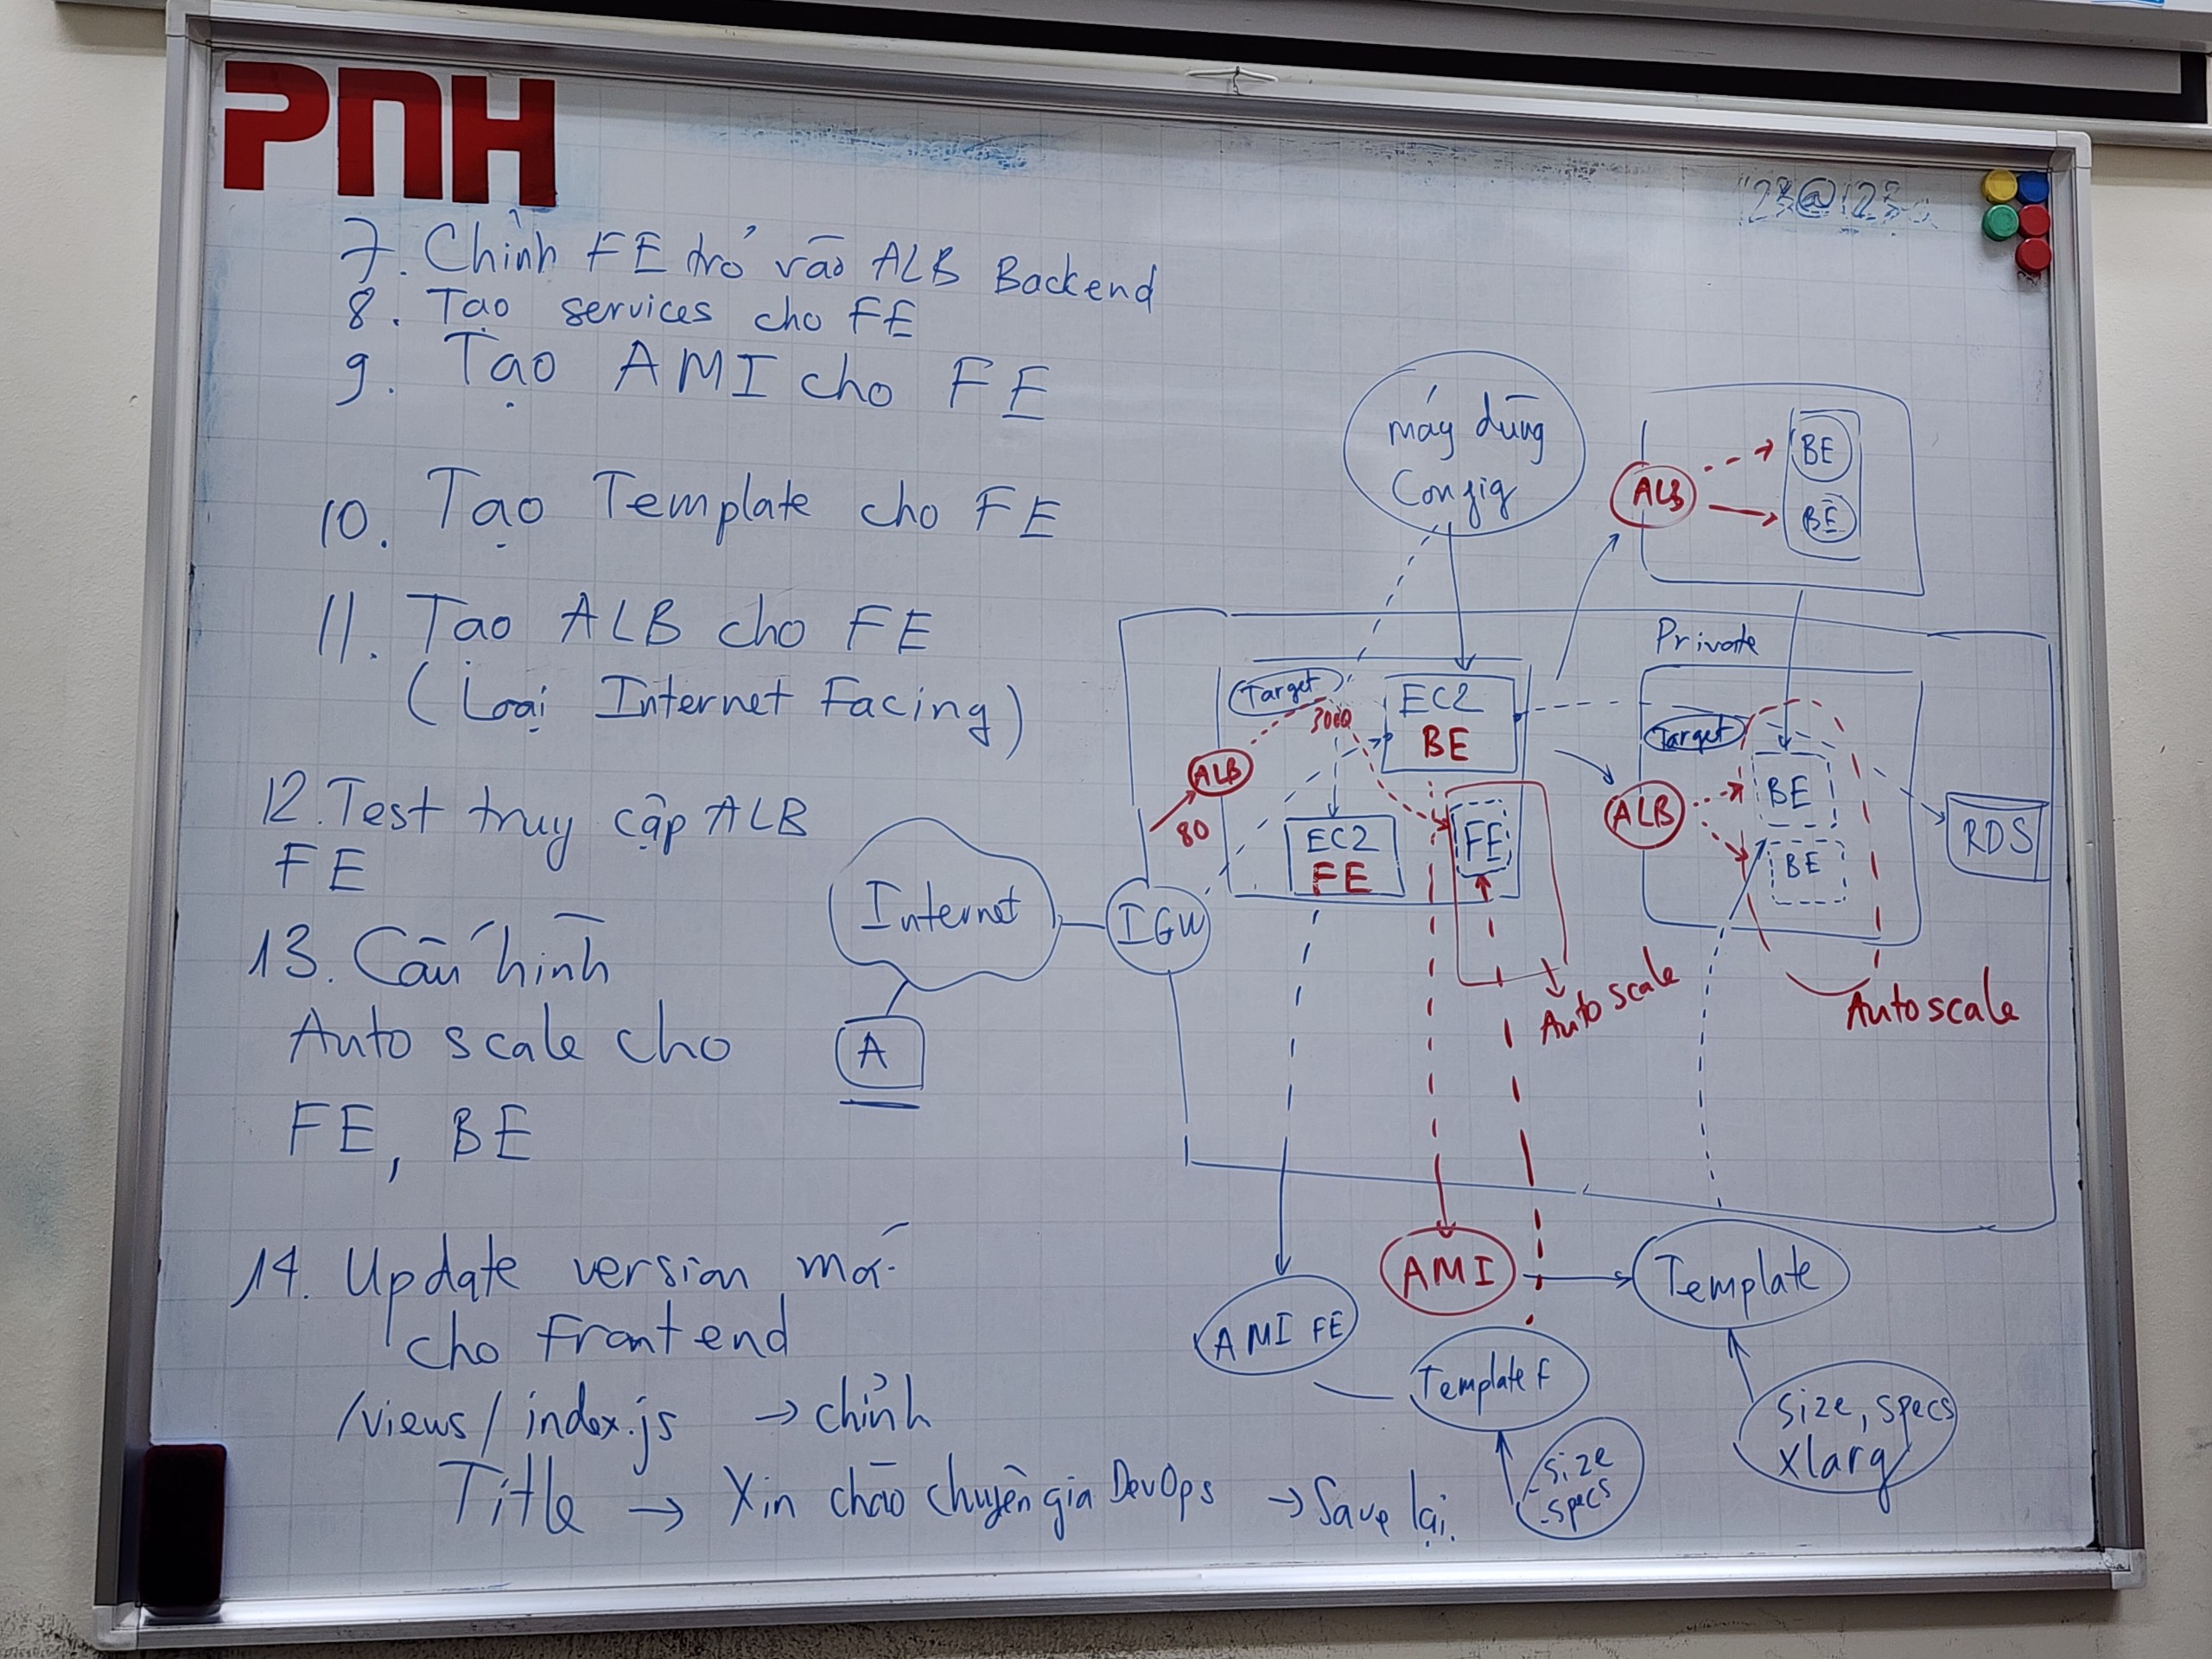 PNH
7. Chỉnh FE trỏ vào ALB Backend
8. Tạo services cho FE
9. Tạo AMI cho FE
10. Tạo Template cho FE
11. Tạo ALB cho FE
(Loại Internet Facing)
12. Test truy cập ALB
FE
13. Cấu hình
Auto scale cho
FE, BE
14. Update version mới
cho Frontend
/views/index.js → chỉnh
Title → Xin chào chuyên gia DevOps → Save lại.
máy dùng
Config
ALB
BE
BE
Private
Target
3000
EC2
BE
Target
ALB
80
EC2
FE
FE
ALB
BE
BE
RDS
Internet
IGW
A
Auto scale
Auto scale
AMI
Template
AMI FE
Template F
size, specs
xlarg
- size
- specs